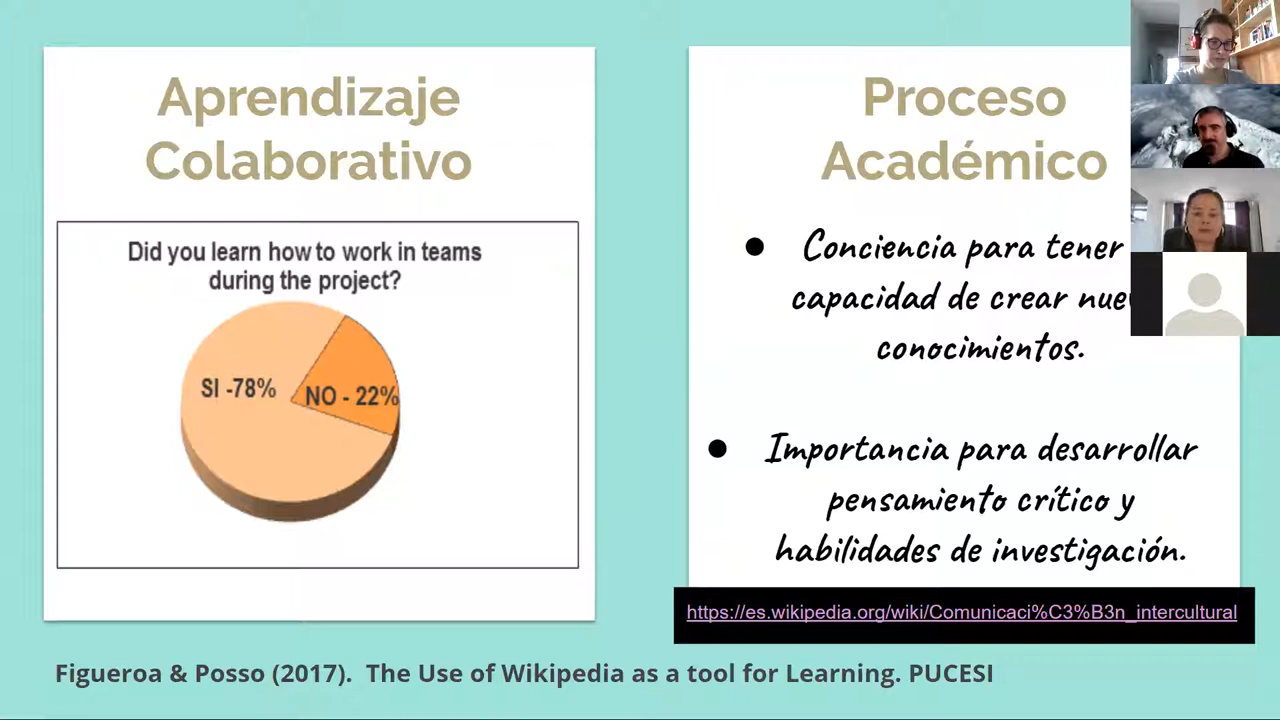 Aprendizaje
Colaborativo
Did you learn how to work in teams
during the project?
SI -78%
NO - 22%
Proceso
Académico
● Conciencia para tener
capacidad de crear
conocimientos.
● Importancia para desarrollar
pensamiento crítico y
habilidades de investigación.
https://es.wikipedia.org/wiki/Comunicaci%C3%B3n_intercultural
Figueroa & Posso (2017). The Use of Wikipedia as a tool for Learning. PUCESI